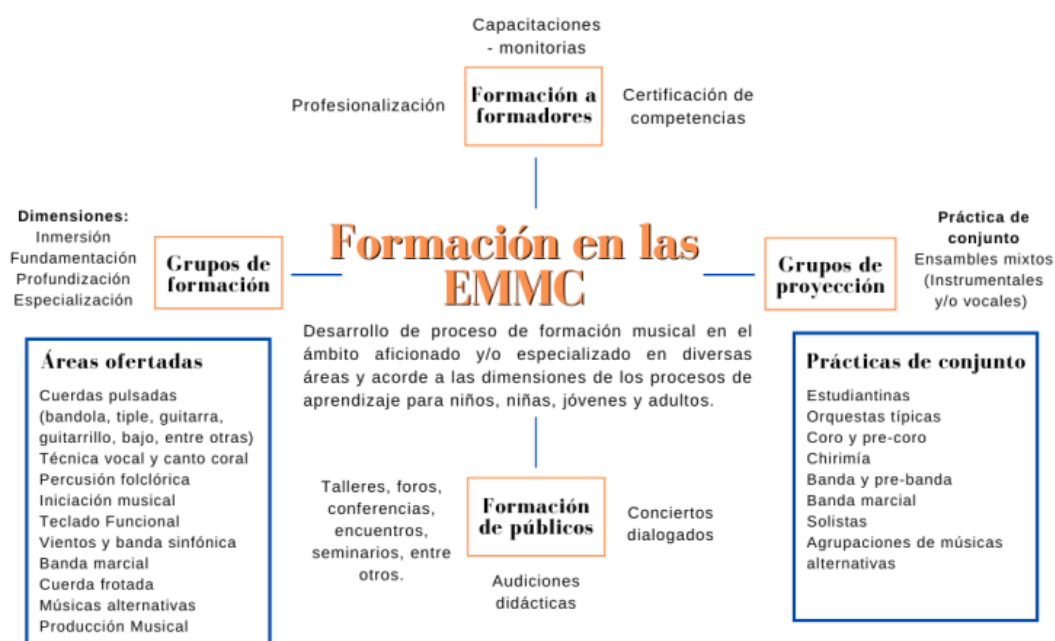 Capacitaciones
- monitorias
Profesionalización
Formación a
formadores
Certificación de
competencias
Dimensiones:
Inmersión
Fundamentación
Profundización
Especialización
Grupos de
formación
Formación en las
EMMC
Grupos de
proyección
Práctica de
conjunto
Ensambles mixtos
(Instrumentales
y/o vocales)
Desarrollo de proceso de formación musical en el
ámbito aficionado y/o especializado en diversas
áreas y acorde a las dimensiones de los procesos de
aprendizaje para niños, niñas, jóvenes y adultos.
Áreas ofertadas
Cuerdas pulsadas
(bandola, tiple, guitarra,
guitarrillo, bajo, entre otras)
Técnica vocal y canto coral
Percusión folclórica
Iniciación musical
Teclado Funcional
Vientos y banda sinfónica
Banda marcial
Cuerda frotada
Músicas alternativas
Producción Musical
Talleres, foros,
conferencias,
encuentros,
seminarios, entre
otros.
Formación
de públicos
Conciertos
dialogados
Audiciones
didácticas
Prácticas de conjunto
Estudiantinas
Orquestas típicas
Coro y pre-coro
Chirimía
Banda y pre-banda
Banda marcial
Solistas
Agrupaciones de músicas
alternativas